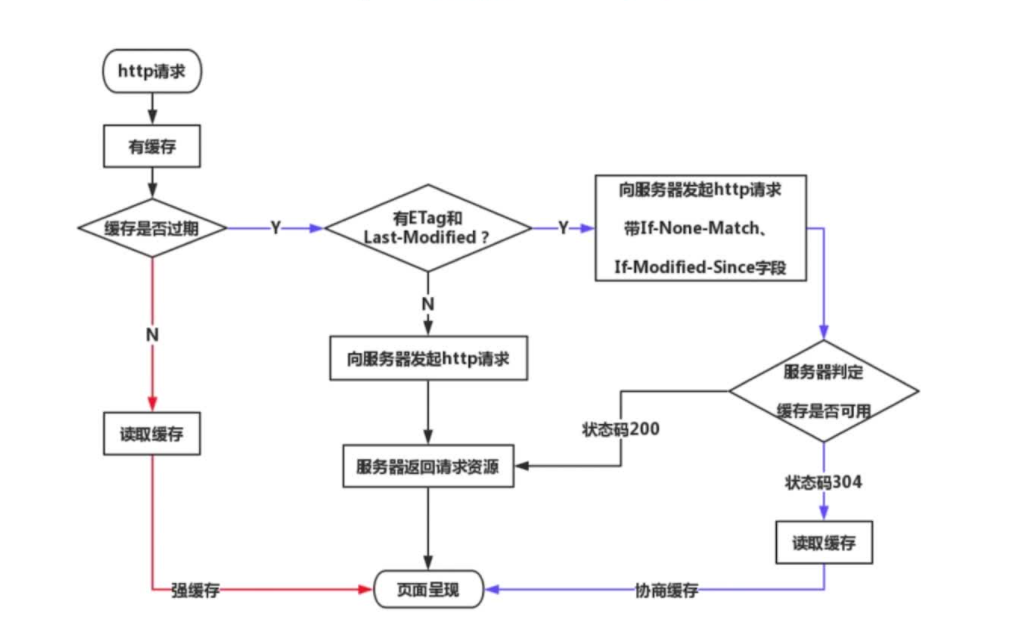 http请求
有缓存
缓存是否过期
Y
有ETag和
Last-Modified？
Y
向服务器发起http请求
带If-None-Match、
If-Modified-Since字段
N
N
向服务器发起http请求
服务器判定
缓存是否可用
读取缓存
状态码200
服务器返回请求资源
状态码304
读取缓存
强缓存
页面呈现
协商缓存